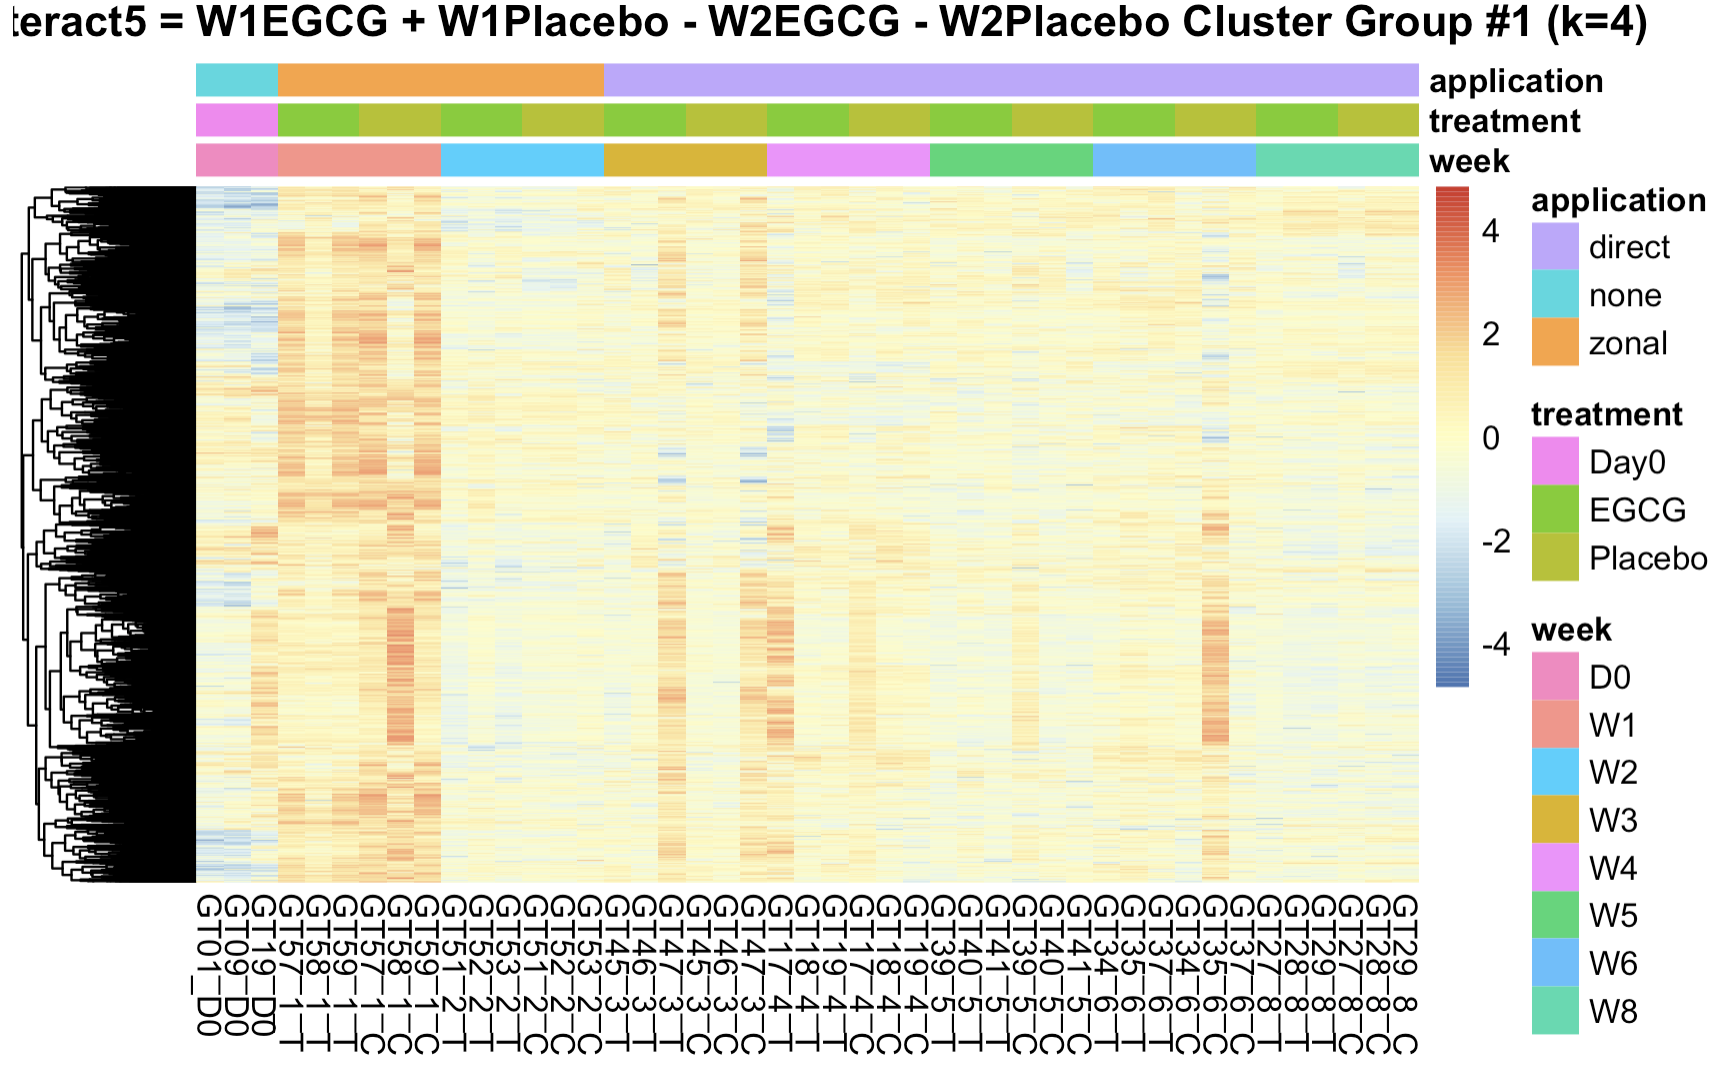 teract5 = W1EGCG + W1Placebo - W2EGCG - W2Placebo Cluster Group #1 (k=4)
application
treatment
week
4
2
0
-2
-4
application
direct
none
zonal
treatment
Day0
EGCG
Placebo
week
D0
W1
W2
W3
W4
W5
W6
W8
GT01_D0
GT09_D0
GT19_D0
GT57_1_T
GT58_1_T
GT59_1_T
GT57_1_C
GT58_1_C
GT59_1_C
GT51_2_T
GT52_2_T
GT53_2_T
GT51_2_C
GT52_2_C
GT53_2_C
GT45_3_T
GT46_3_T
GT47_3_T
GT45_3_C
GT46_3_C
GT47_3_C
GT17_4_T
GT18_4_T
GT19_4_T
GT17_4_C
GT18_4_C
GT19_4_C
GT39_5_T
GT40_5_T
GT41_5_T
GT39_5_C
GT40_5_C
GT41_5_C
GT34_6_T
GT35_6_T
GT37_6_T
GT34_6_C
GT35_6_C
GT37_6_C
GT27_8_T
GT28_8_T
GT29_8_T
GT27_8_C
GT28_8_C
GT29_8_C